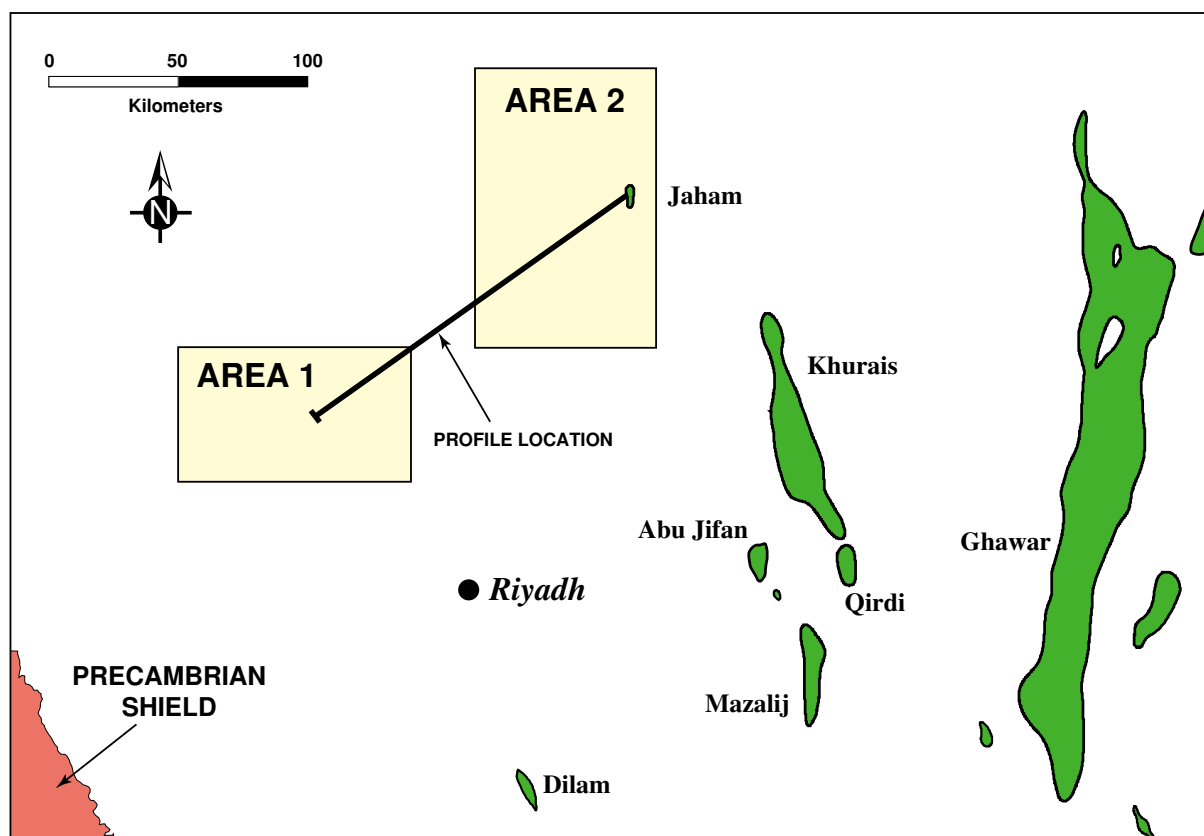 0 50 100
Kilometers
AREA 2
N
Jaham
Khurais
AREA 1
PROFILE LOCATION
Abu Jifan
Ghawar
Riyadh
Qirdi
PRECAMBRIAN
SHIELD
Mazalij
Dilam